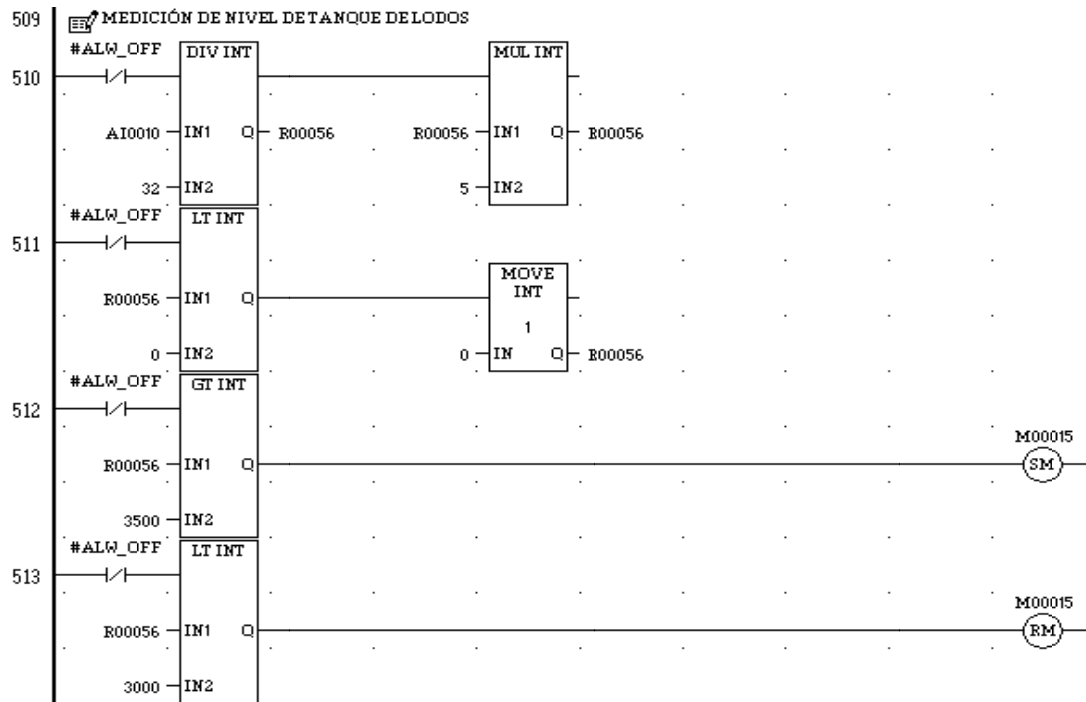 509 MEDICIÓN DE NIVEL DE TANQUE DE LODOS
#ALW_OFF DIV INT MUL INT
510
AI0010 IN1 Q R00056 R00056 IN1 Q R00056
32 IN2 5 IN2
#ALW_OFF LT INT
511
MOVE
INT
R00056 IN1 Q
1
0 IN2 0 IN Q R00056
#ALW_OFF GT INT
512
M00015
R00056 IN1 Q SM
3500 IN2
#ALW_OFF LT INT
513
M00015
R00056 IN1 Q RM
3000 IN2